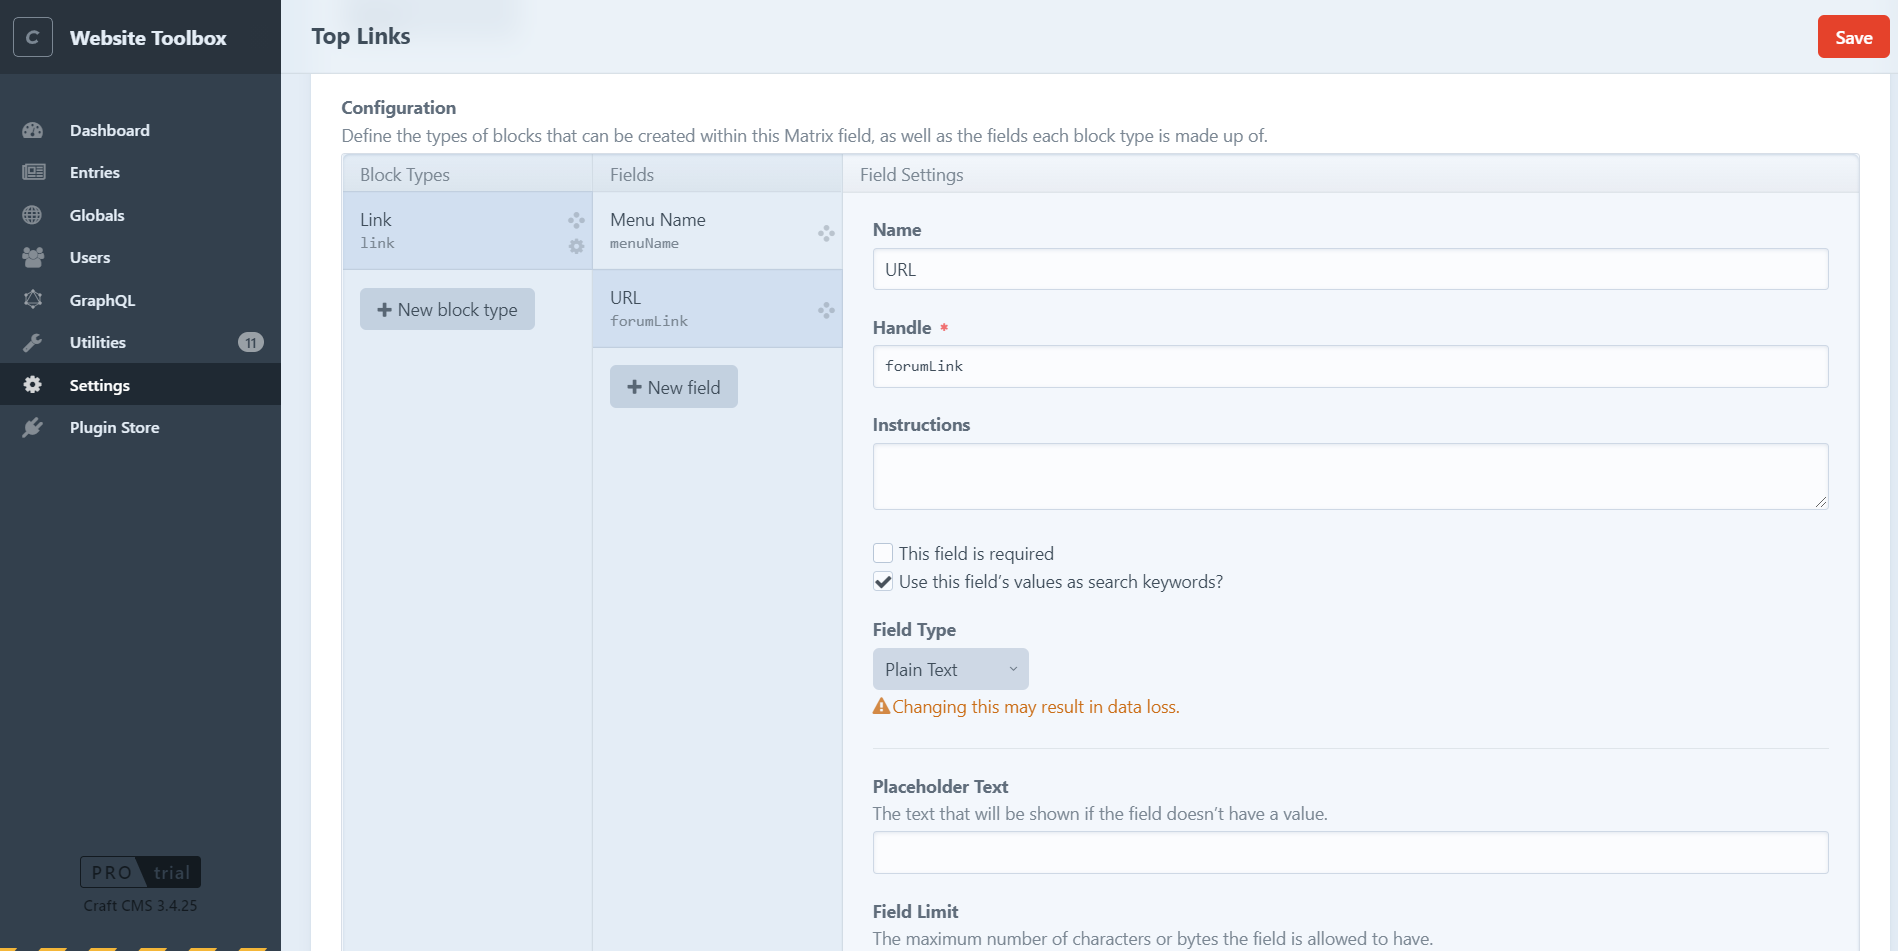 C
Website Toolbox
Dashboard
Entries
Globals
Users
GraphQL
Utilities
11
Settings
Plugin Store
PRO trial
Craft CMS 3.4.25
Top Links
Save
Configuration
Define the types of blocks that can be created within this Matrix field, as well as the fields each block type is made up of.
Block Types
Link
link
New block type
Fields
Menu Name
menuName
URL
forumLink
New field
Field Settings
Name
URL
Handle *
forumLink
Instructions
This field is required
Use this field’s values as search keywords?
Field Type
Plain Text
Changing this may result in data loss.
Placeholder Text
The text that will be shown if the field doesn’t have a value.
Field Limit
The maximum number of characters or bytes the field is allowed to have.